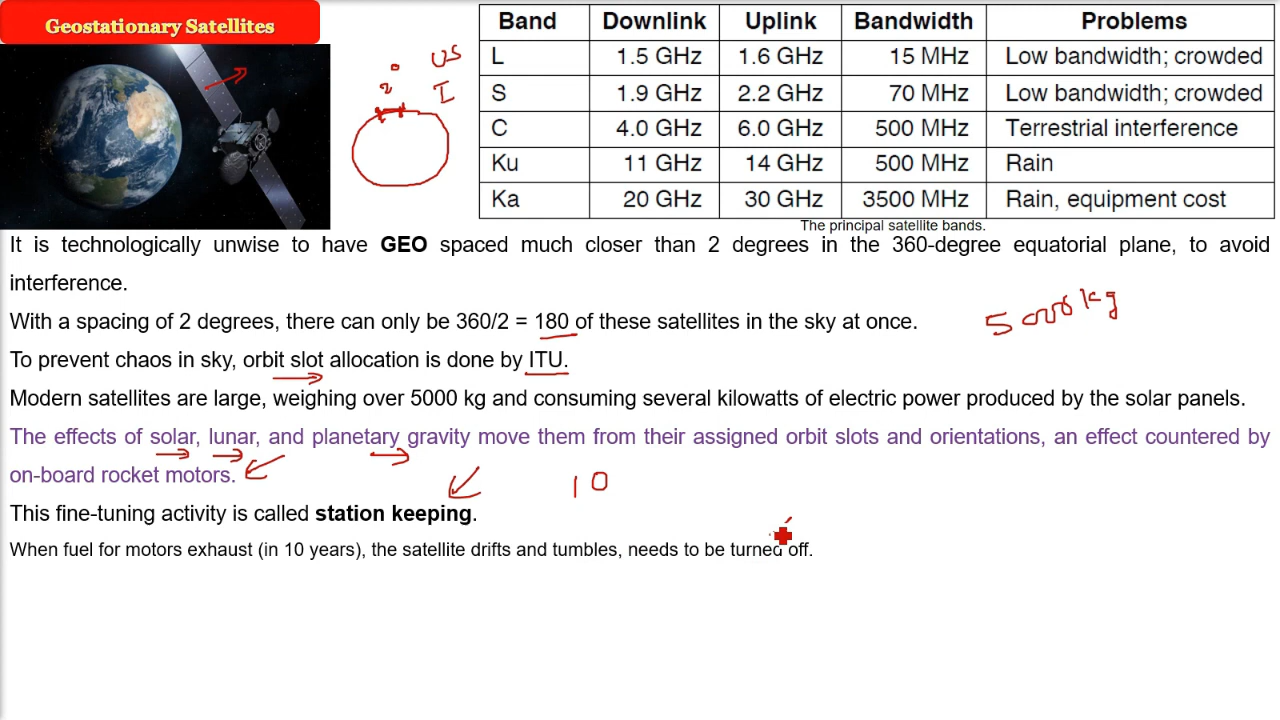 Geostationary Satellites
US
I
2°
Band Downlink Uplink Bandwidth Problems
L 1.5 GHz 1.6 GHz 15 MHz Low bandwidth; crowded
S 1.9 GHz 2.2 GHz 70 MHz Low bandwidth; crowded
C 4.0 GHz 6.0 GHz 500 MHz Terrestrial interference
Ku 11 GHz 14 GHz 500 MHz Rain
Ka 20 GHz 30 GHz 3500 MHz Rain, equipment cost
The principal satellite bands.
It is technologically unwise to have GEO spaced much closer than 2 degrees in the 360-degree equatorial plane, to avoid
interference.
With a spacing of 2 degrees, there can only be 360/2 = 180 of these satellites in the sky at once.
5000 kg
To prevent chaos in sky, orbit slot allocation is done by ITU.
Modern satellites are large, weighing over 5000 kg and consuming several kilowatts of electric power produced by the solar panels.
The effects of solar, lunar, and planetary gravity move them from their assigned orbit slots and orientations, an effect countered by
on-board rocket motors.
10
This fine-tuning activity is called station keeping.
When fuel for motors exhaust (in 10 years), the satellite drifts and tumbles, needs to be turned off.